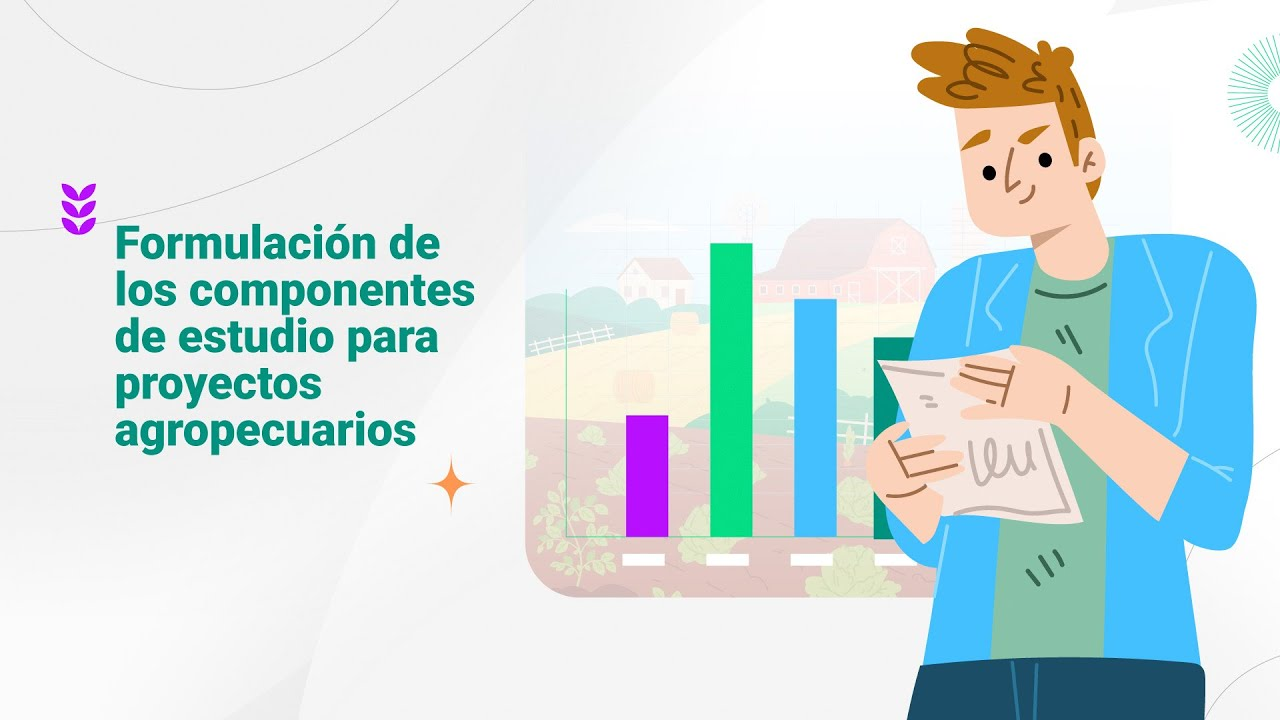 Formulación de
los componentes
de estudio para
proyectos
agropecuarios